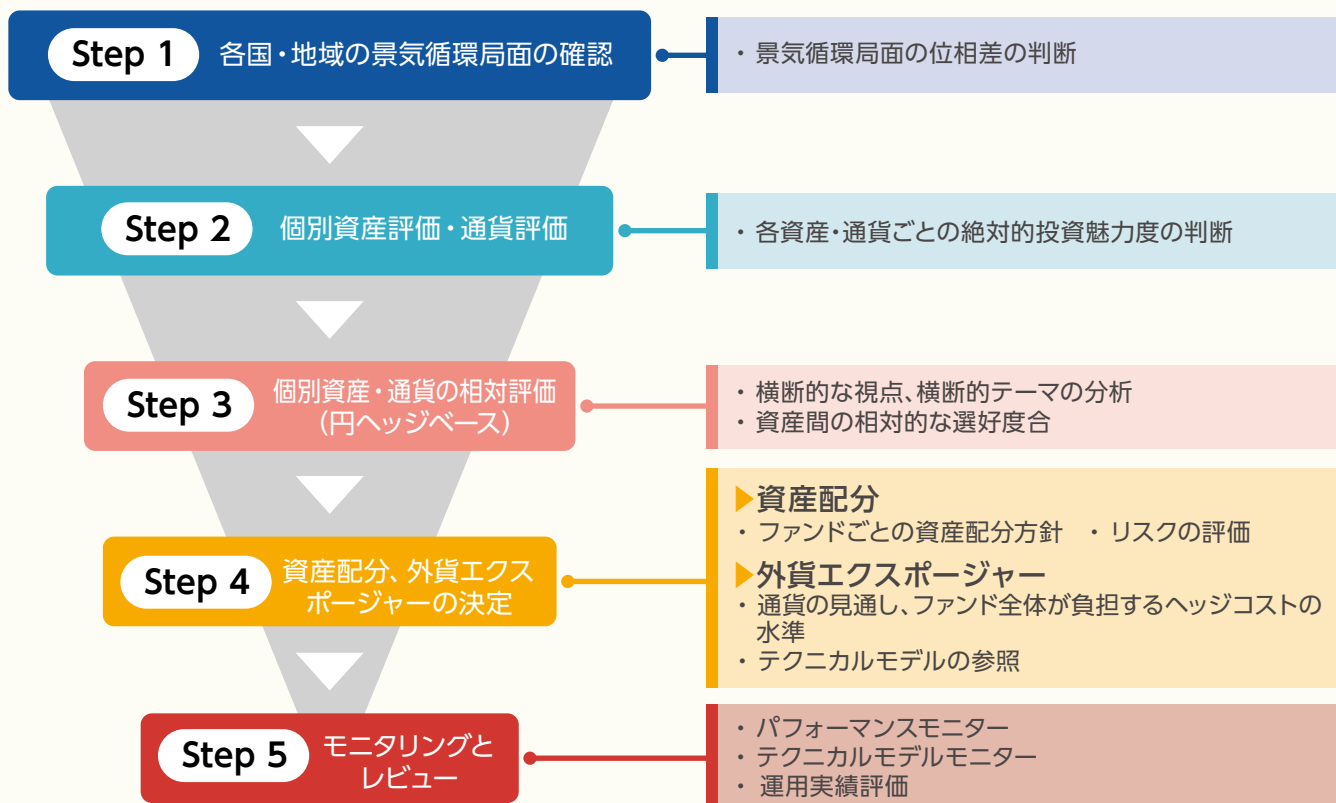 Step 1 各国・地域の景気循環局面の確認
・ 景気循環局面の位相差の判断
Step 2 個別資産評価・通貨評価
・ 各資産・通貨ごとの絶対的投資魅力度の判断
Step 3 個別資産・通貨の相対評価
(円ヘッジベース)
・ 横断的な視点、横断的テーマの分析
・ 資産間の相対的な選好度合
Step 4 資産配分、外貨エクス
ポージャーの決定
▶資産配分
・ ファンドごとの資産配分方針 ・ リスクの評価
▶外貨エクスポージャー
・ 通貨の見通し、ファンド全体が負担するヘッジコストの
水準
・ テクニカルモデルの参照
Step 5 モニタリングと
レビュー
・ パフォーマンスモニター
・ テクニカルモデルモニター
・ 運用実績評価